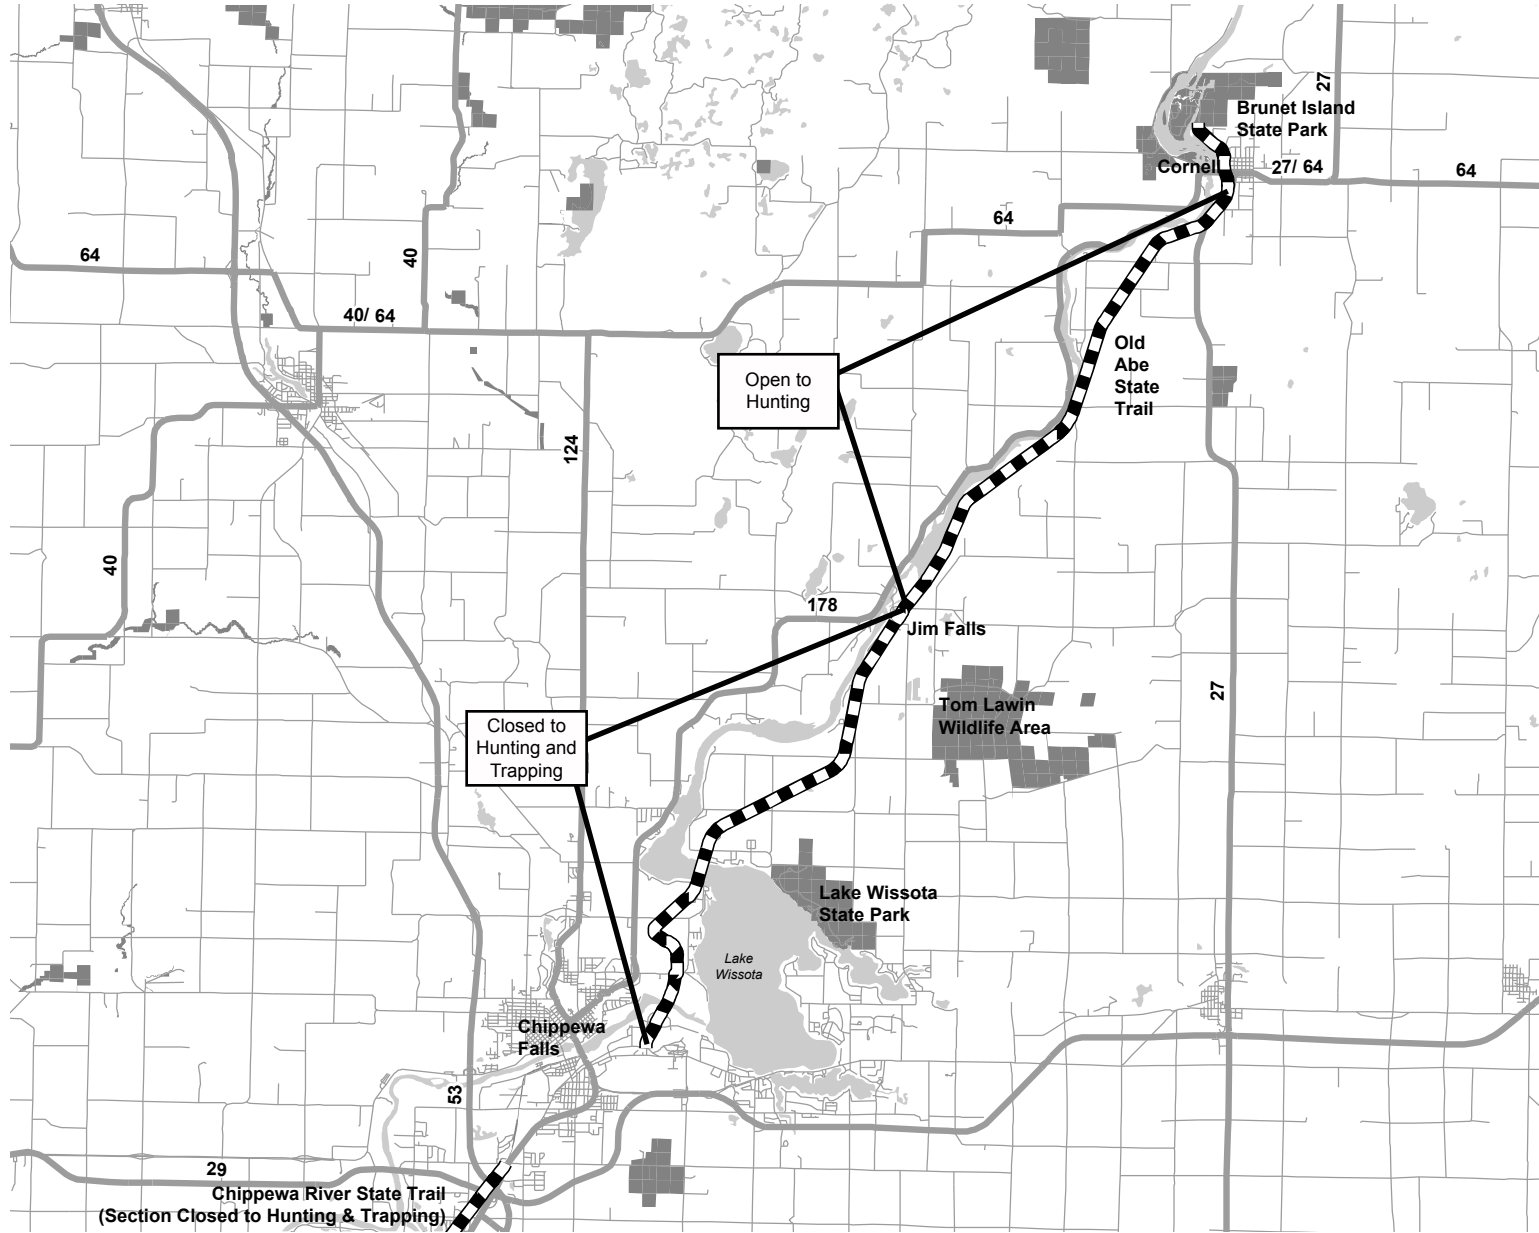 27
Brunet Island
State Park
Cornell
27/ 64
64
64
64
40
40/ 64
Old
Abe
State
Trail
Open to
Hunting
124
40
178
Jim Falls
27
Tom Lawin
Wildlife Area
Closed to
Hunting and
Trapping
Lake Wissota
State Park
Lake
Wissota
Chippewa
Falls
53
29
Chippewa River State Trail
(Section Closed to Hunting & Trapping)